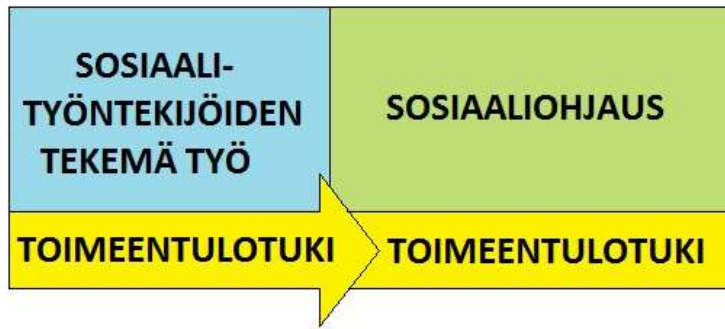 SOSIAALI-
TYÖNTEKIJÖIDEN
TEKEMÄ TYÖ
SOSIAALIOHJAUS
TOIMEENTULOTUKI
TOIMEENTULOTUKI